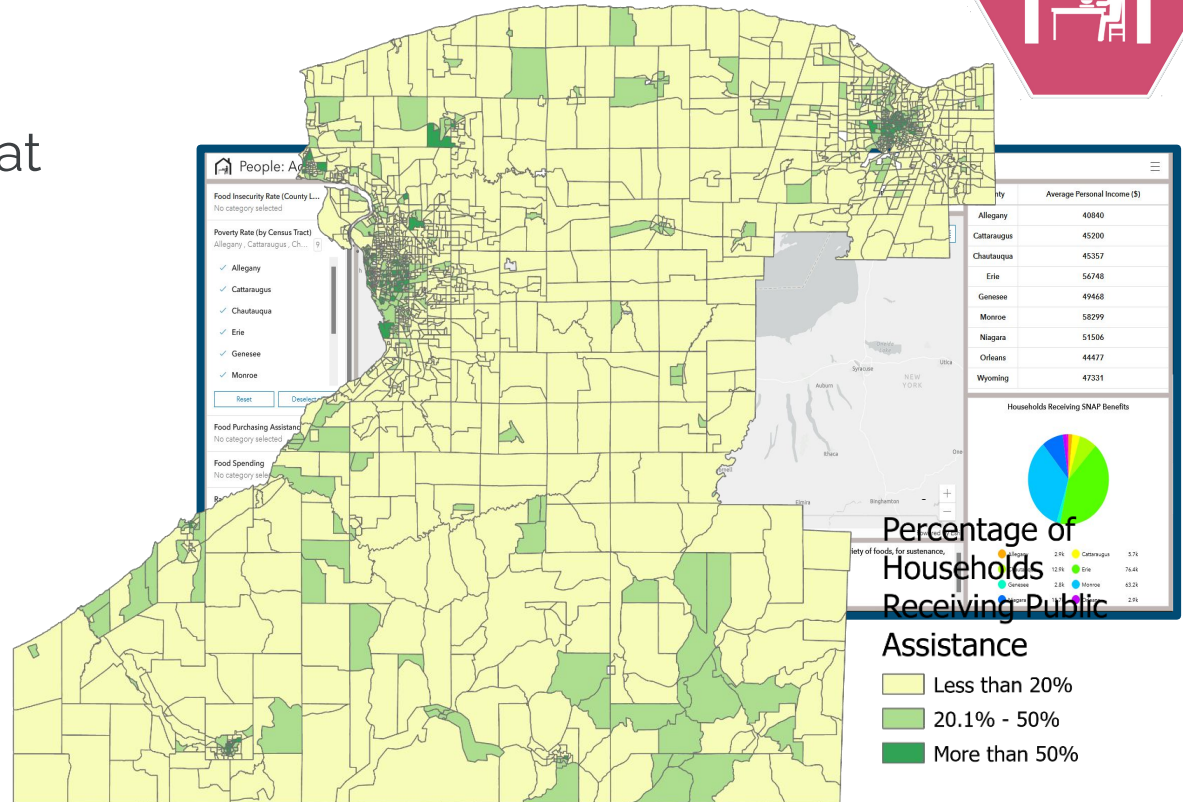 at
People: Ac
Food Insecurity Rate (County L...
No category selected
Poverty Rate (by Census Tract)
Allegany , Cattaraugus , Ch... 9
Allegany
Cattaraugus
Chautauqua
Erie
Genesee
Monroe
Reset
Deselect
Food Purchasing Assistanc
No category selected
Food Spending
No category sele
Average Personal Income ($)
Allegany 40840
Cattaraugus 45200
Chautauqua 45357
Erie 56748
Genesee 49468
Monroe 58299
Niagara 51506
Orleans 44477
Wyoming 47331
Syracuse
Utica
Auburn
NEW
YORK
Ithaca
Elmira
Binghamton
iety of foods, for sustenance,
Households Receiving SNAP Benefits
2.9k Cattaraugus 5.7k
12.9k Erie 76.4k
Genesee 2.8k Monroe 63.2k
2.9k
Percentage of
Households
Receiving Public
Assistance
Less than 20%
20.1% - 50%
More than 50%